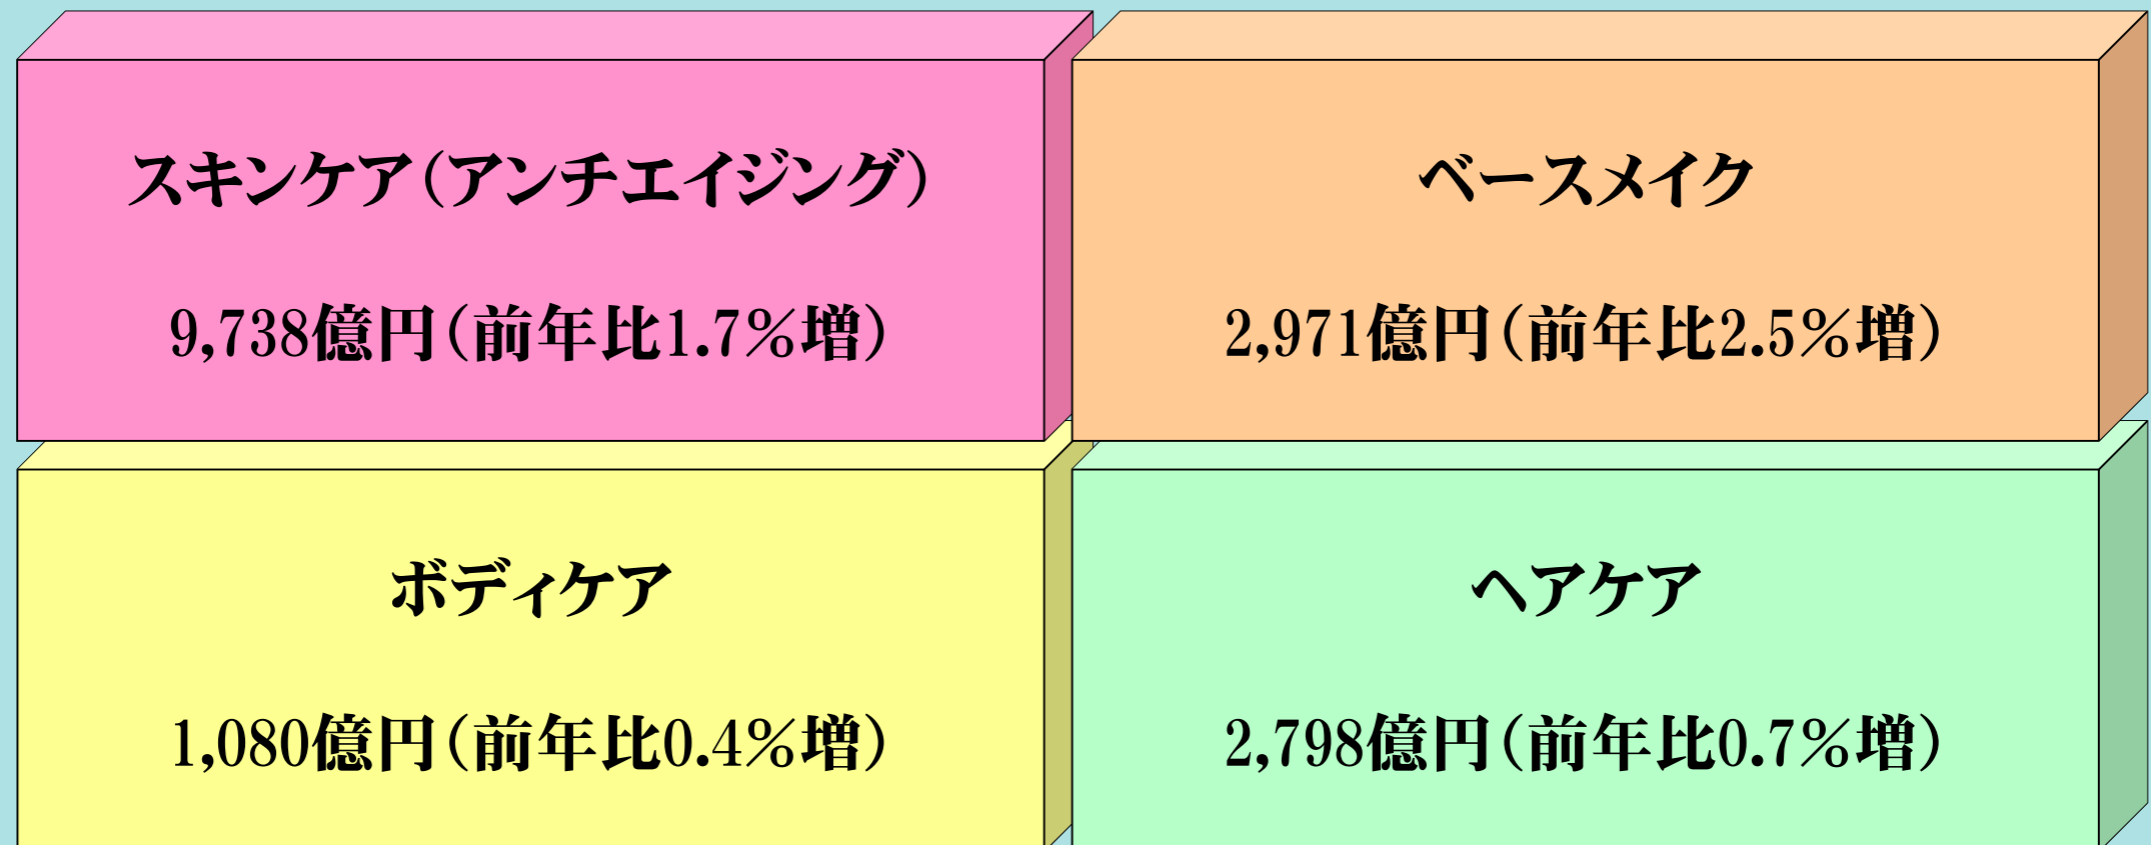 スキンケア（アンチエイジング）
9,738億円（前年比1.7％増）
ベースメイク
2,971億円（前年比2.5％増）
ボディケア
1,080億円（前年比0.4％増）
ヘアケア
2,798億円（前年比0.7％増）